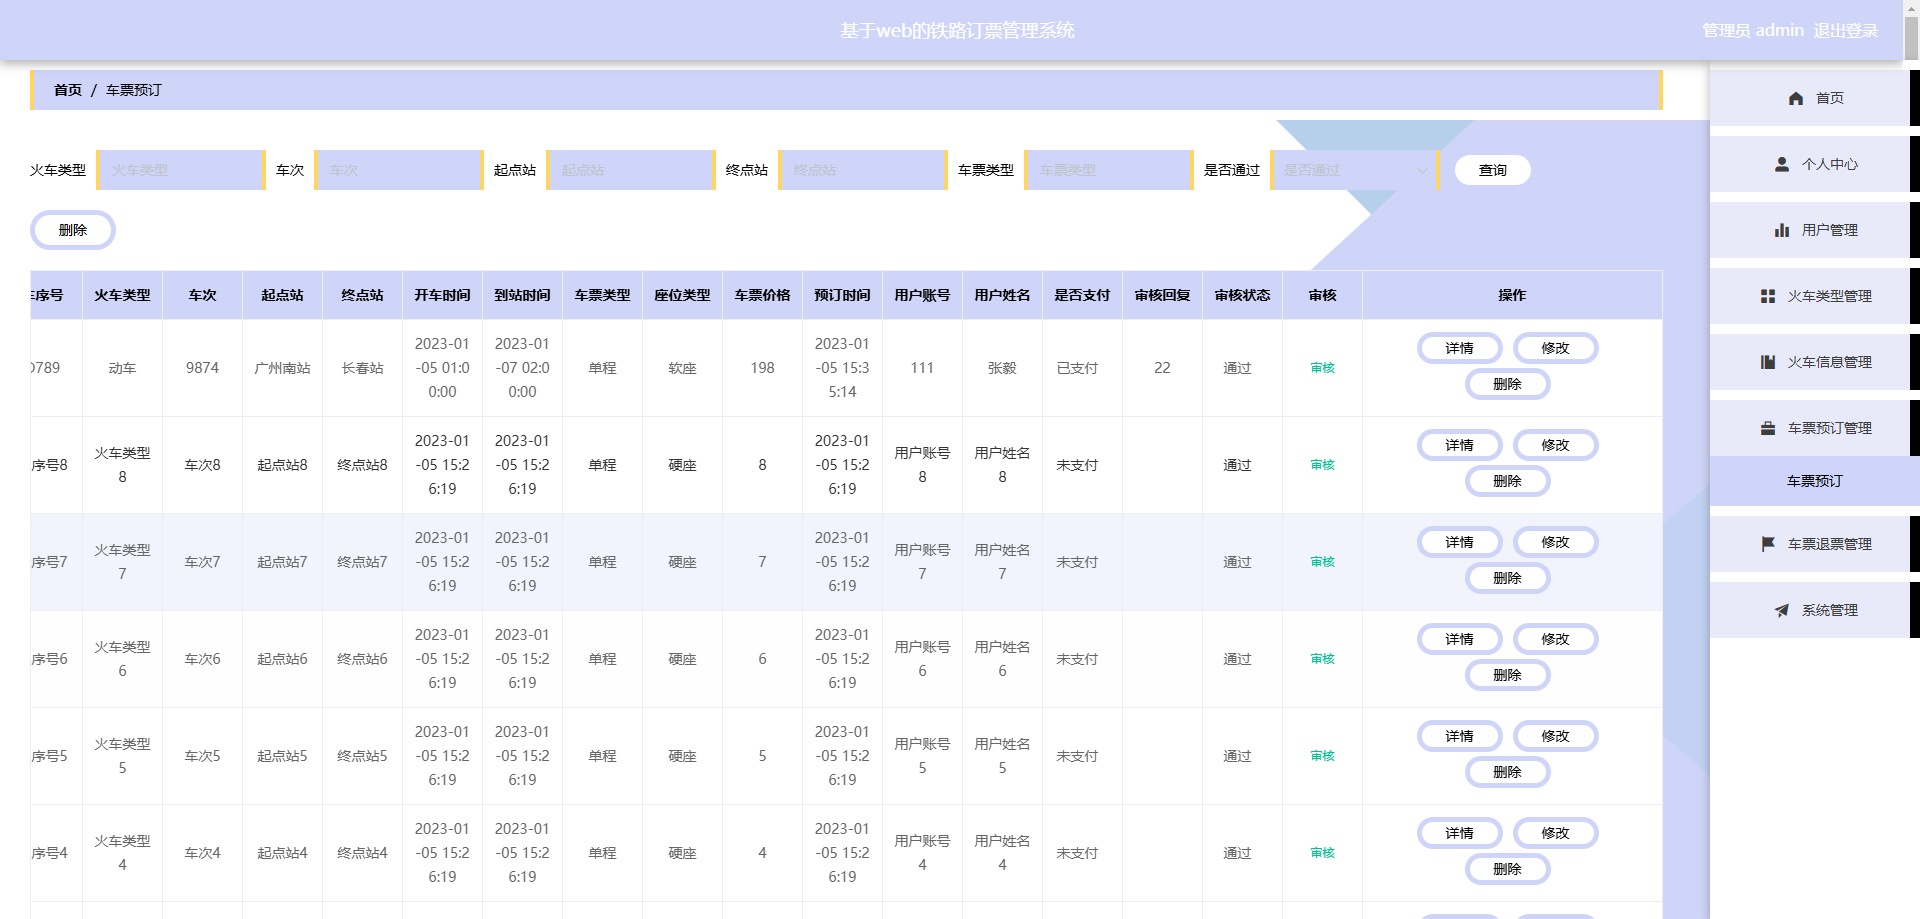 基于web的铁路订票管理系统
管理员 admin 退出登录
首页 / 车票预订
火车类型 火车类型 车次 车次 起点站 起点站 终点站 终点站 车票类型 车票类型 是否通过 是否通过 查询
删除
序号 火车类型 车次 起点站 终点站 开车时间 到站时间 车票类型 座位类型 车票价格 预订时间 用户账号 用户姓名 是否支付 审核回复 审核状态 审核 操作
789 动车 9874 广州南站 长春站 2023-01-05 01:00:00 2023-01-07 02:00:00 单程 软座 198 2023-01-05 15:35:14 111 张毅 已支付 22 通过 审核 详情 修改 删除
序号8 火车类型8 车次8 起点站8 终点站8 2023-01-05 15:26:19 2023-01-05 15:26:19 单程 硬座 8 2023-01-05 15:26:19 用户账号8 用户姓名8 未支付 通过 审核 详情 修改 删除
序号7 火车类型7 车次7 起点站7 终点站7 2023-01-05 15:26:19 2023-01-05 15:26:19 单程 硬座 7 2023-01-05 15:26:19 用户账号7 用户姓名7 未支付 通过 审核 详情 修改 删除
序号6 火车类型6 车次6 起点站6 终点站6 2023-01-05 15:26:19 2023-01-05 15:26:19 单程 硬座 6 2023-01-05 15:26:19 用户账号6 用户姓名6 未支付 通过 审核 详情 修改 删除
序号5 火车类型5 车次5 起点站5 终点站5 2023-01-05 15:26:19 2023-01-05 15:26:19 单程 硬座 5 2023-01-05 15:26:19 用户账号5 用户姓名5 未支付 通过 审核 详情 修改 删除
序号4 火车类型4 车次4 起点站4 终点站4 2023-01-05 15:26:19 2023-01-05 15:26:19 单程 硬座 4 2023-01-05 15:26:19 用户账号4 用户姓名4 未支付 通过 审核 详情 修改 删除
首页
个人中心
用户管理
火车类型管理
火车信息管理
车票预订管理
车票预订
车票退票管理
系统管理